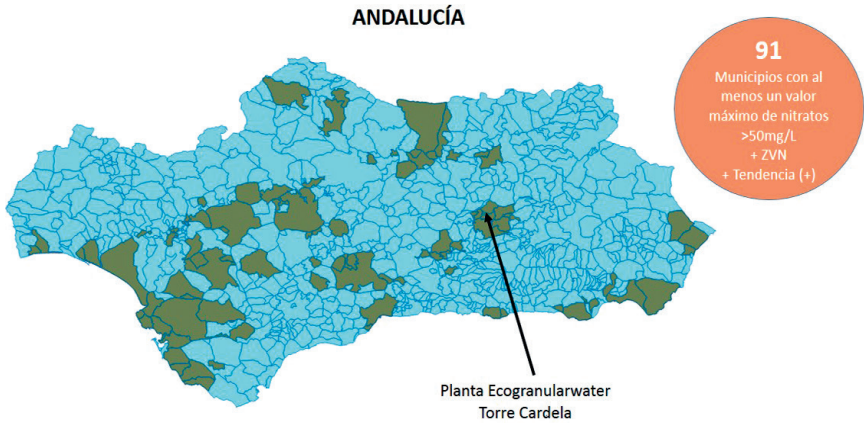 ANDALUCÍA
91
Municipios con al
menos un valor
máximo de nitratos
>50mg/L
+ ZVN
+ Tendencia (+)
Planta Ecogranularwater
Torre Cardela